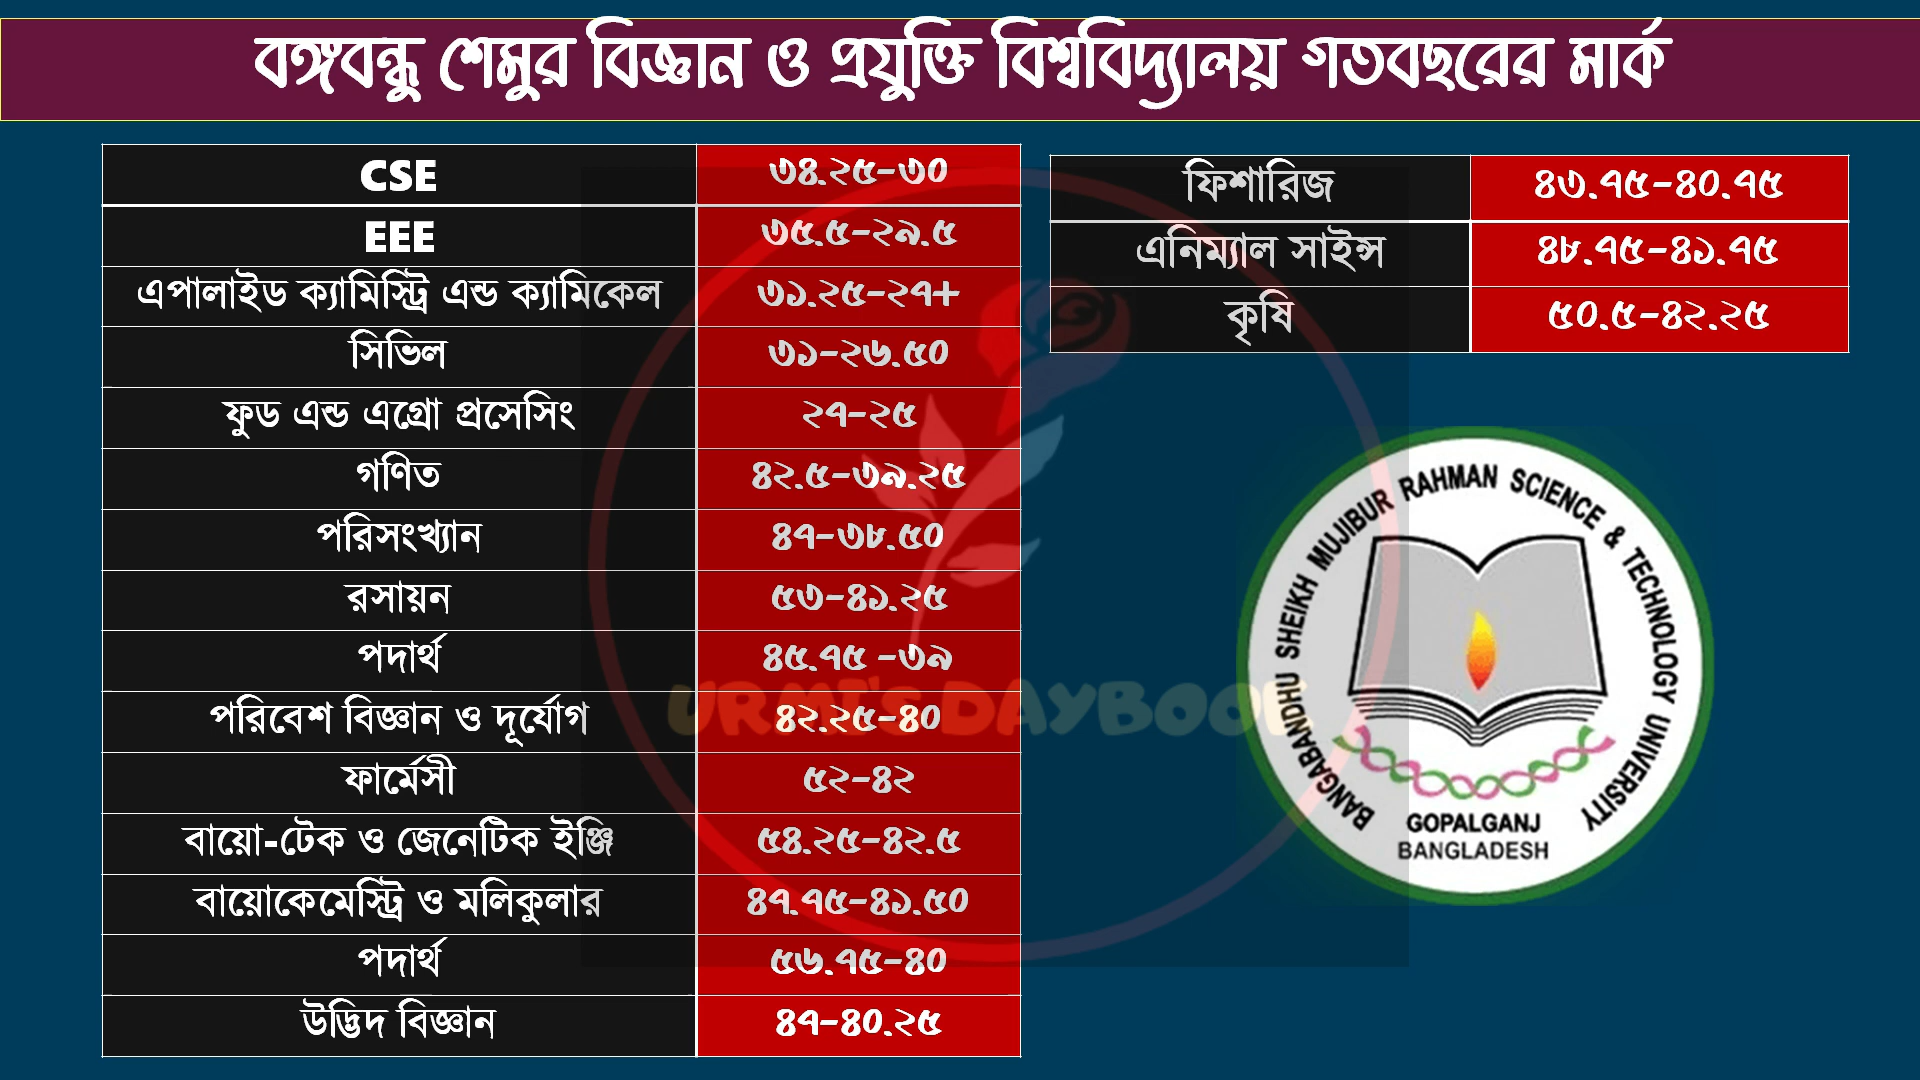 বঙ্গবন্ধু শেমুর বিজ্ঞান ও প্রযুক্তি বিশ্ববিদ্যালয় গতবছরের মার্ক
CSE ৩৪.২৫-৩০
EEE ৩৫.৫-২৯.৫
এপালাইড ক্যামিস্ট্রি এন্ড ক্যামিকেল ৩১.২৫-২৭+
সিভিল ৩১-২৬.৫০
ফুড এন্ড এগ্রো প্রসেসিং ২৭-২৫
গণিত ৪২.৫-৩৯.২৫
পরিসংখ্যান ৪৭-৩৮.৫০
রসায়ন ৫৩-৪১.২৫
পদার্থ ৪৫.৭৫ -৩৯
পরিবেশ বিজ্ঞান ও দূর্যোগ ৪২.২৫-৪০
ফার্মেসী ৫২-৪২
বায়ো-টেক ও জেনেটিক ইঞ্জি ৫৪.২৫-৪২.৫
বায়োকেমেস্ট্রি ও মলিকুলার ৪৭.৭৫-৪১.৫০
পদার্থ ৫৬.৭৫-৪০
উদ্ভিদ বিজ্ঞান ৪৭-৪০.২৫
ফিশারিজ ৪৩.৭৫-৪০.৭৫
এনিম্যাল সাইন্স ৪৮.৭৫-৪১.৭৫
কৃষি ৫০.৫-৪২.২৫
URMI'S DAYBOOK
BANGABANDHU SHEIKH MUJIBUR RAHMAN SCIENCE & TECHNOLOGY UNIVERSITY
GOPALGANJ
BANGLADESH